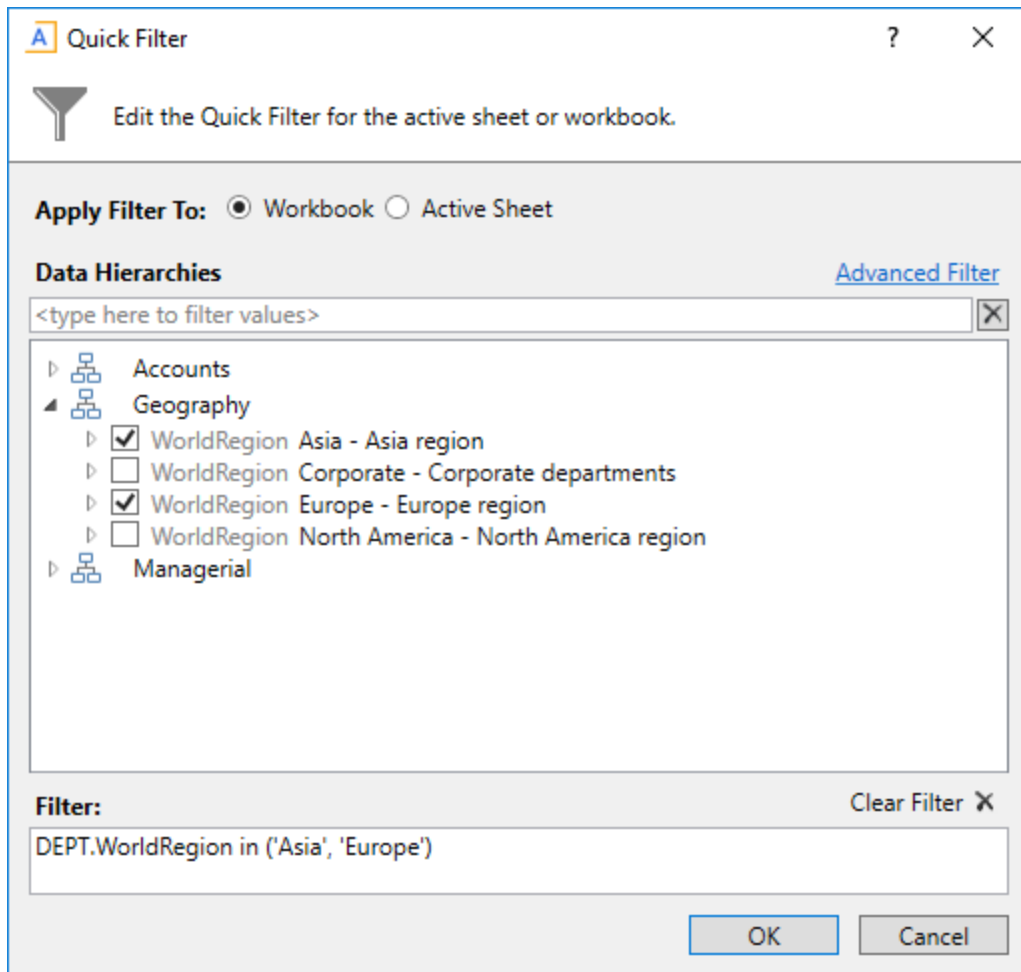 A Quick Filter ?
Edit the Quick Filter for the active sheet or workbook.
Apply Filter To: Workbook Active Sheet
Data Hierarchies Advanced Filter
<type here to filter values>
Accounts
Geography
WorldRegion Asia - Asia region
WorldRegion Corporate - Corporate departments
WorldRegion Europe - Europe region
WorldRegion North America - North America region
Managerial
Filter: Clear Filter
DEPT.WorldRegion in ('Asia', 'Europe')
OK Cancel